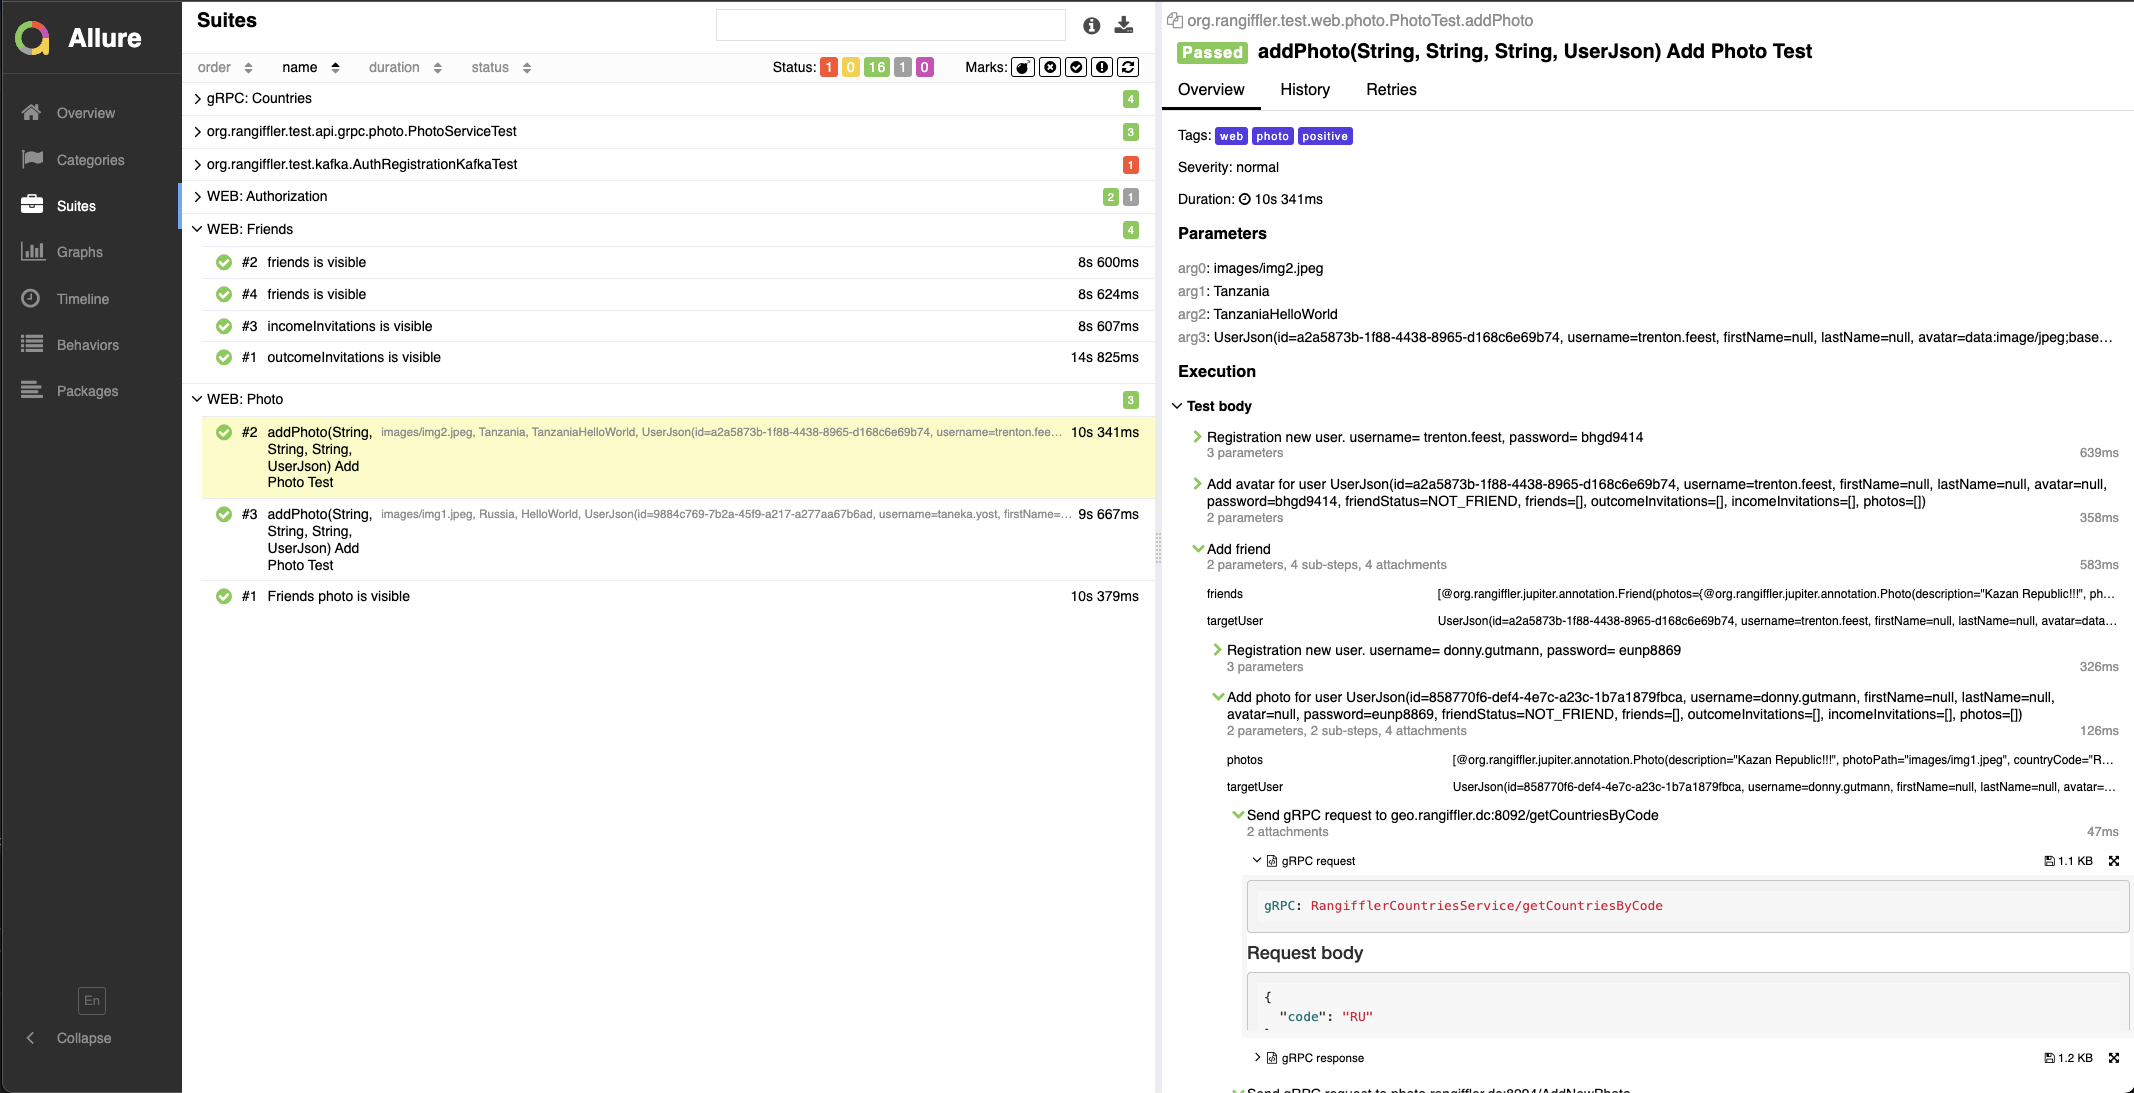 Allure
Overview
Categories
Suites
Graphs
Timeline
Behaviors
Packages
En
Collapse
Suites
order name duration status
Status: 1 0 16 1 0 Marks:
gRPC: Countries 4
org.rangiffler.test.api.grpc.photo.PhotoServiceTest 3
org.rangiffler.test.kafka.AuthRegistrationKafkaTest 1
WEB: Authorization 2 1
WEB: Friends 4
#2 friends is visible 8s 600ms
#4 friends is visible 8s 624ms
#3 incomeInvitations is visible 8s 607ms
#1 outcomeInvitations is visible 14s 825ms
WEB: Photo 3
#2 addPhoto(String, images/img2.jpeg, Tanzania, TanzaniaHelloWorld, UserJson(id=a2a5873b-1f88-4438-8965-d168c6e69b74, username=trenton.fee… 10s 341ms
String, String,
UserJson) Add
Photo Test
#3 addPhoto(String, images/img1.jpeg, Russia, HelloWorld, UserJson(id=9884c769-7b2a-45f9-a217-a277aa67b6ad, username=taneka.yost, firstName=… 9s 667ms
String, String,
UserJson) Add
Photo Test
#1 Friends photo is visible 10s 379ms
org.rangiffler.test.web.photo.PhotoTest.addPhoto
Passed addPhoto(String, String, String, UserJson) Add Photo Test
Overview History Retries
Tags: web photo positive
Severity: normal
Duration: 10s 341ms
Parameters
arg0: images/img2.jpeg
arg1: Tanzania
arg2: TanzaniaHelloWorld
arg3: UserJson(id=a2a5873b-1f88-4438-8965-d168c6e69b74, username=trenton.feest, firstName=null, lastName=null, avatar=data:image/jpeg;base…
Execution
Test body
Registration new user. username= trenton.feest, password= bhgd9414
3 parameters 639ms
Add avatar for user UserJson(id=a2a5873b-1f88-4438-8965-d168c6e69b74, username=trenton.feest, firstName=null, lastName=null, avatar=null,
password=bhgd9414, friendStatus=NOT_FRIEND, friends=[], outcomeInvitations=[], incomeInvitations=[], photos=[])
2 parameters 358ms
Add friend
2 parameters, 4 sub-steps, 4 attachments 583ms
friends [@org.rangiffler.jupiter.annotation.Friend(photos={@org.rangiffler.jupiter.annotation.Photo(description="Kazan Republic!!!", ph…
targetUser UserJson(id=a2a5873b-1f88-4438-8965-d168c6e69b74, username=trenton.feest, firstName=null, lastName=null, avatar=data…
Registration new user. username= donny.gutmann, password= eunp8869
3 parameters 326ms
Add photo for user UserJson(id=858770f6-def4-4e7c-a23c-1b7a1879fbca, username=donny.gutmann, firstName=null, lastName=null,
avatar=null, password=eunp8869, friendStatus=NOT_FRIEND, friends=[], outcomeInvitations=[], incomeInvitations=[], photos=[])
2 parameters, 2 sub-steps, 4 attachments 126ms
photos [@org.rangiffler.jupiter.annotation.Photo(description="Kazan Republic!!!", photoPath="images/img1.jpeg", countryCode="R…
targetUser UserJson(id=858770f6-def4-4e7c-a23c-1b7a1879fbca, username=donny.gutmann, firstName=null, lastName=null, avatar=…
Send gRPC request to geo.rangiffler.dc:8092/getCountriesByCode
2 attachments 47ms
gRPC request 1.1 KB
gRPC: RangifflerCountriesService/getCountriesByCode
Request body
{
"code": "RU"
gRPC response 1.2 KB
Send gRPC request to photo.rangiffler.dc:8094/AddNewPhoto